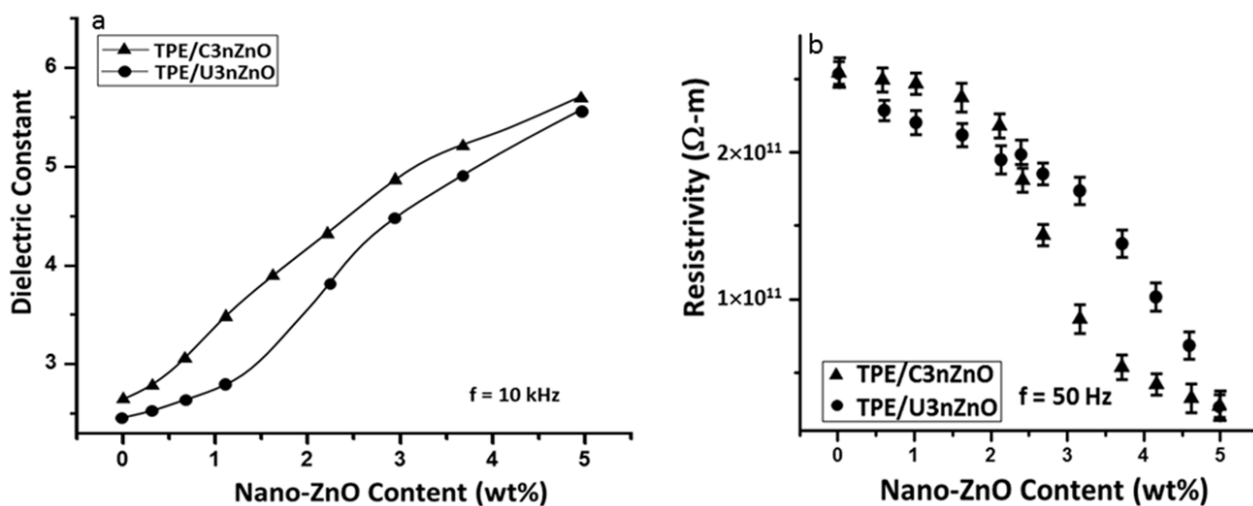 a
TPE/C3nZnO
TPE/U3nZnO
6
5
4
3
Dielectric Constant
f = 10 kHz
0 1 2 3 4 5
Nano-ZnO Content (wt%)
b
2×10¹¹
1×10¹¹
Resistrivity (Ω-m)
TPE/C3nZnO
TPE/U3nZnO
f = 50 Hz
0 1 2 3 4 5
Nano-ZnO Content (wt%)